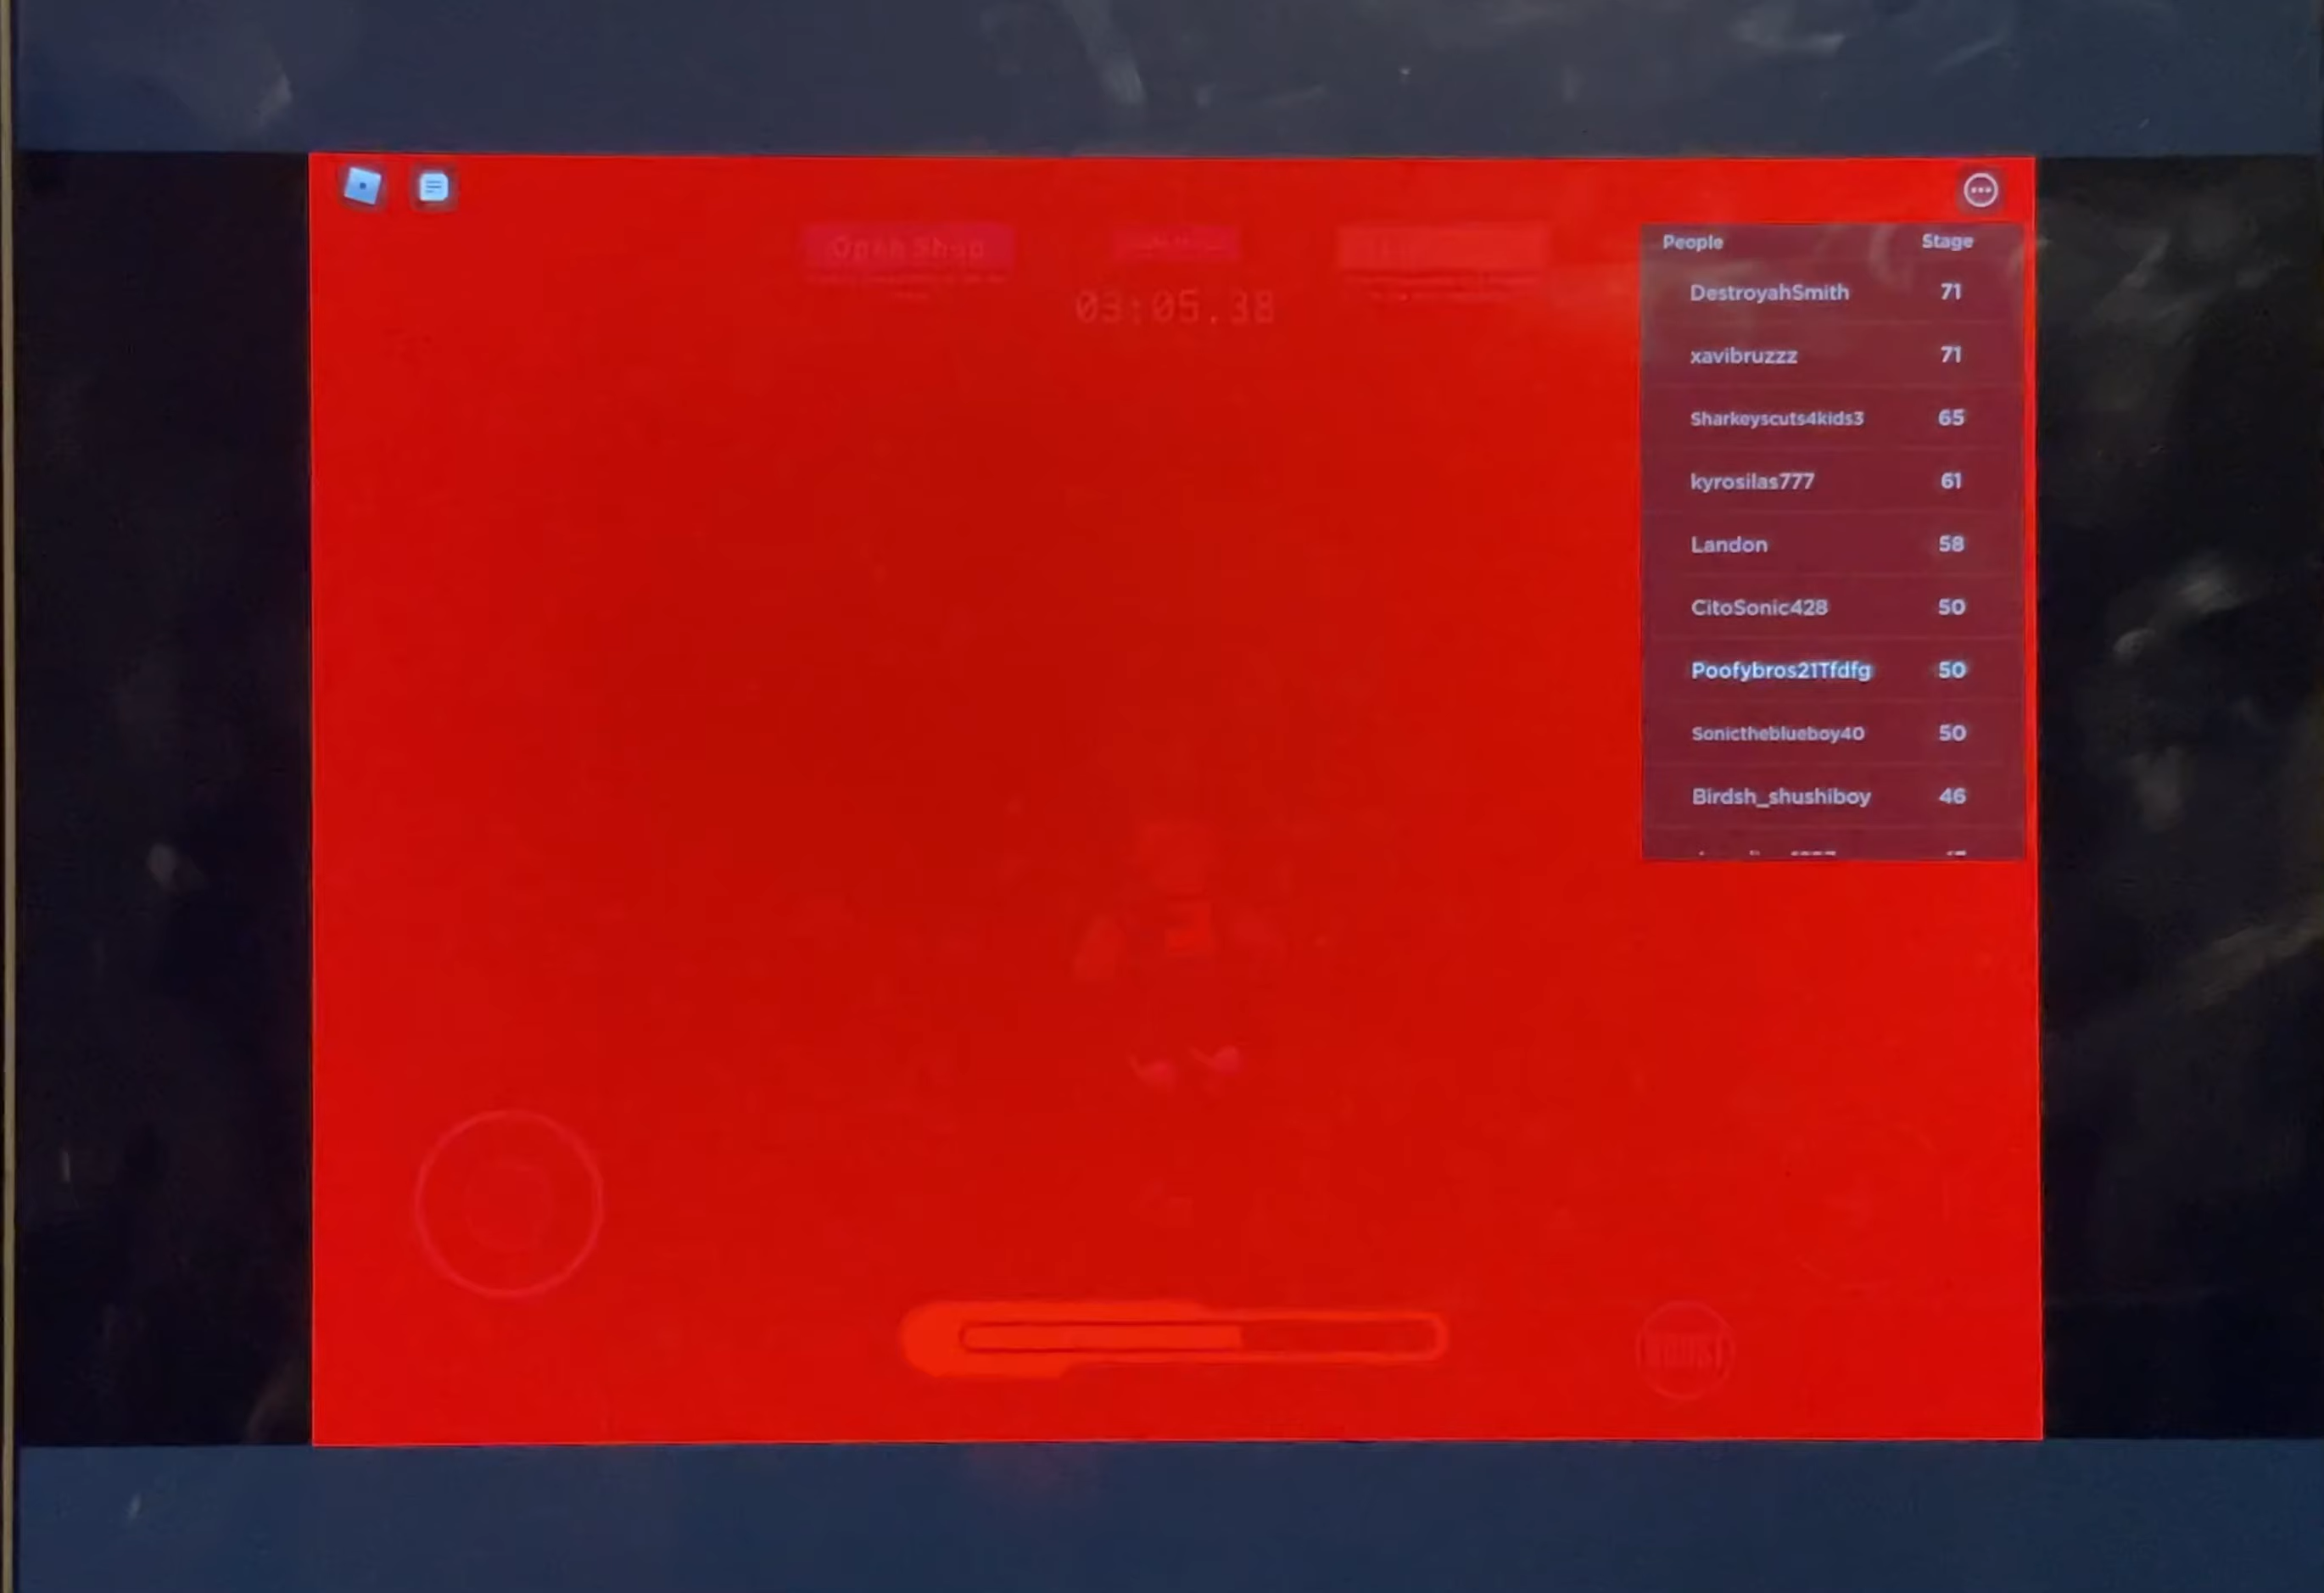 Open Shop
03:05.38
People Stage
DestroyahSmith 71
xavibruzzz 71
Sharkeyscuts4kids3 65
kyrosilas777 61
Landon 58
CitoSonic428 50
Poofybros21Tfdfg 50
Sonictheblueboy40 50
Birdsh_shushiboy 46
BOOST